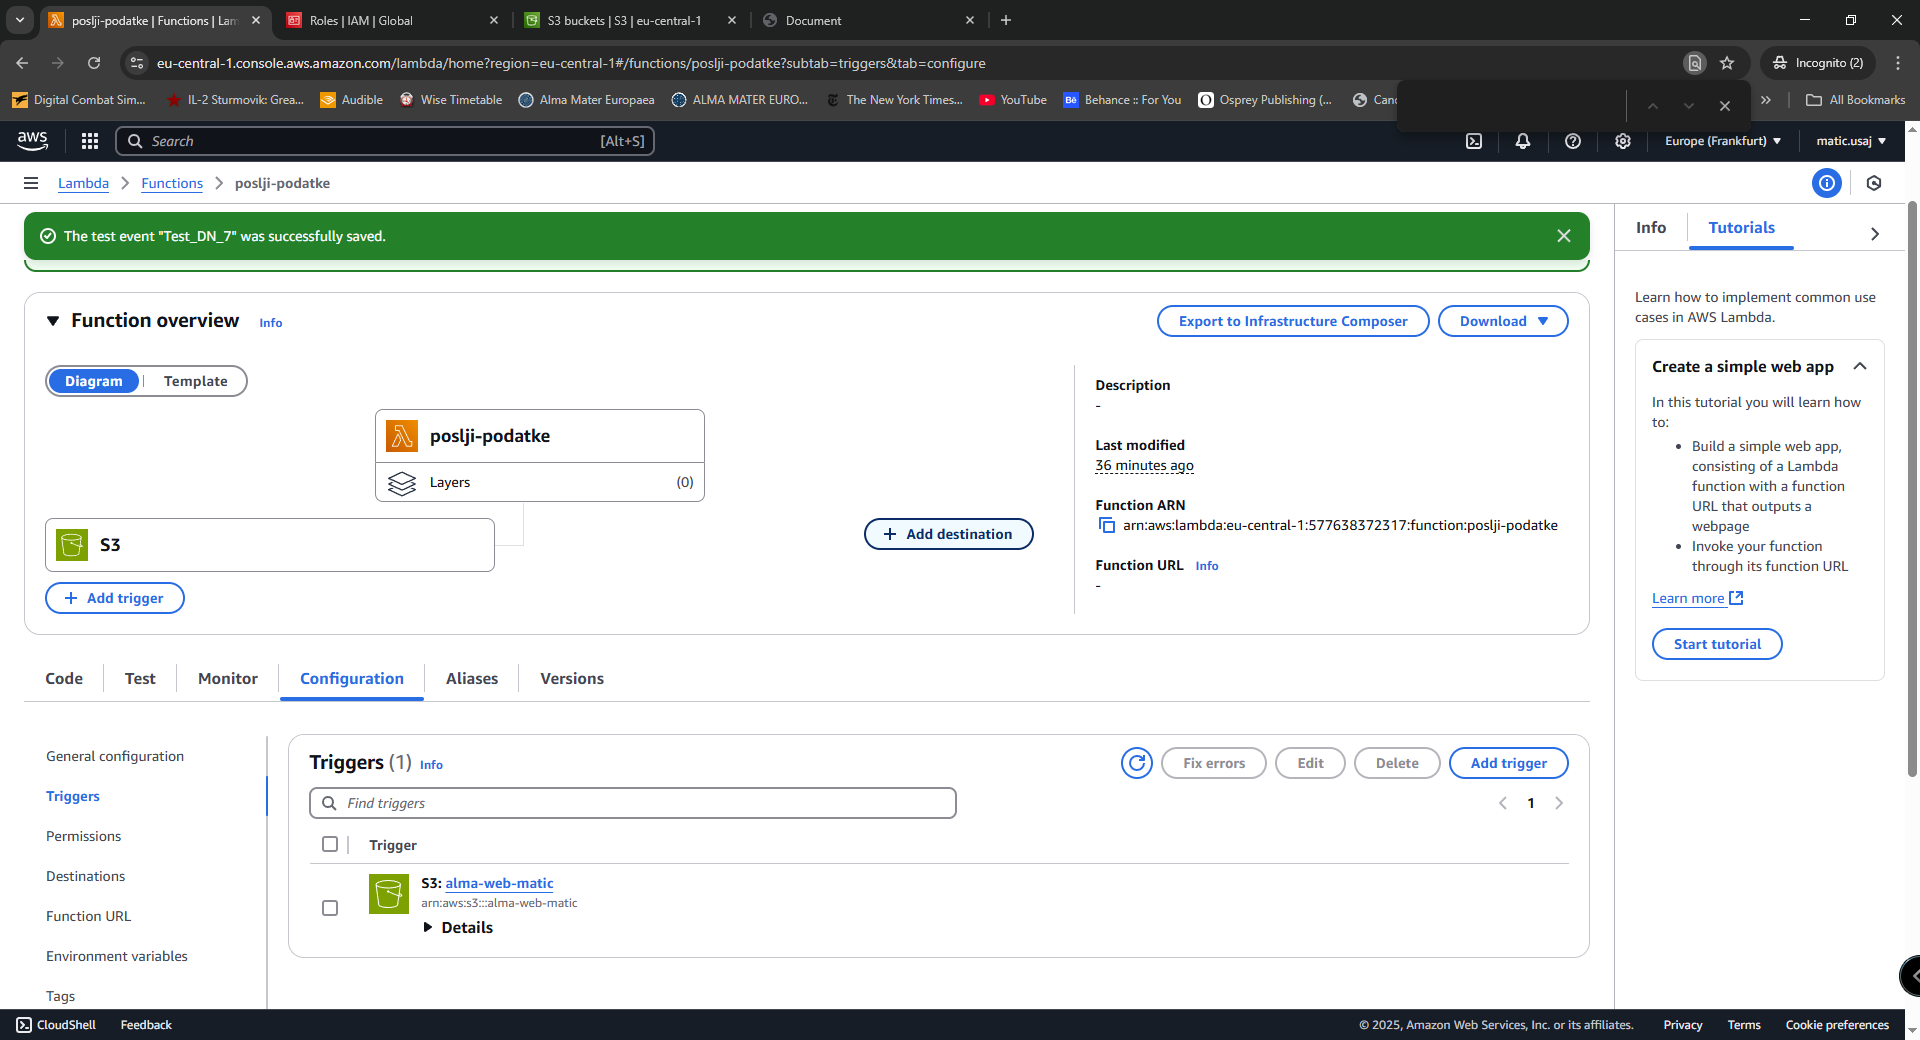 poslji-podatke | Functions | Lam
Roles | IAM | Global
S3 buckets | S3 | eu-central-1
Document
eu-central-1.console.aws.amazon.com/lambda/home?region=eu-central-1#/functions/poslji-podatke?subtab=triggers&tab=configure
Incognito (2)
Digital Combat Sim...
IL-2 Sturmovik: Grea...
Audible
Wise Timetable
Alma Mater Europaea
ALMA MATER EURO...
The New York Times...
YouTube
Bē
Behance :: For You
Osprey Publishing (...
All Bookmarks
aws
Search
[Alt+S]
Europe (Frankfurt)
matic.usaj
Lambda
Functions
poslji-podatke
The test event "Test_DN_7" was successfully saved.
Function overview
Info
Export to Infrastructure Composer
Download
Diagram
Template
poslji-podatke
Layers
(0)
S3
Add destination
Add trigger
Description
-
Last modified
36 minutes ago
Function ARN
arn:aws:lambda:eu-central-1:577638372317:function:poslji-podatke
Function URL
Info
-
Info
Tutorials
Learn how to implement common use
cases in AWS Lambda.
Create a simple web app
In this tutorial you will learn how
to:
• Build a simple web app,
consisting of a Lambda
function with a function
URL that outputs a
webpage
• Invoke your function
through its function URL
Learn more
Start tutorial
Code
Test
Monitor
Configuration
Aliases
Versions
General configuration
Triggers
Permissions
Destinations
Function URL
Environment variables
Tags
Triggers (1)
Info
Fix errors
Edit
Delete
Add trigger
Find triggers
1
Trigger
S3: alma-web-matic
arn:aws:s3:::alma-web-matic
Details
CloudShell
Feedback
© 2025, Amazon Web Services, Inc. or its affiliates.
Privacy
Terms
Cookie preferences